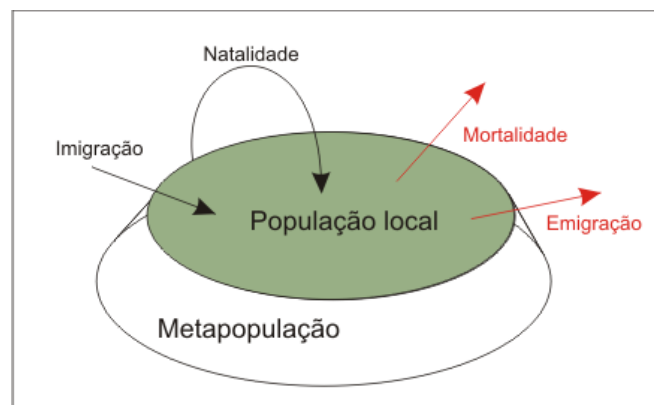 Natalidade
Mortalidade
Imigração
População local
Emigração
Metapopulação